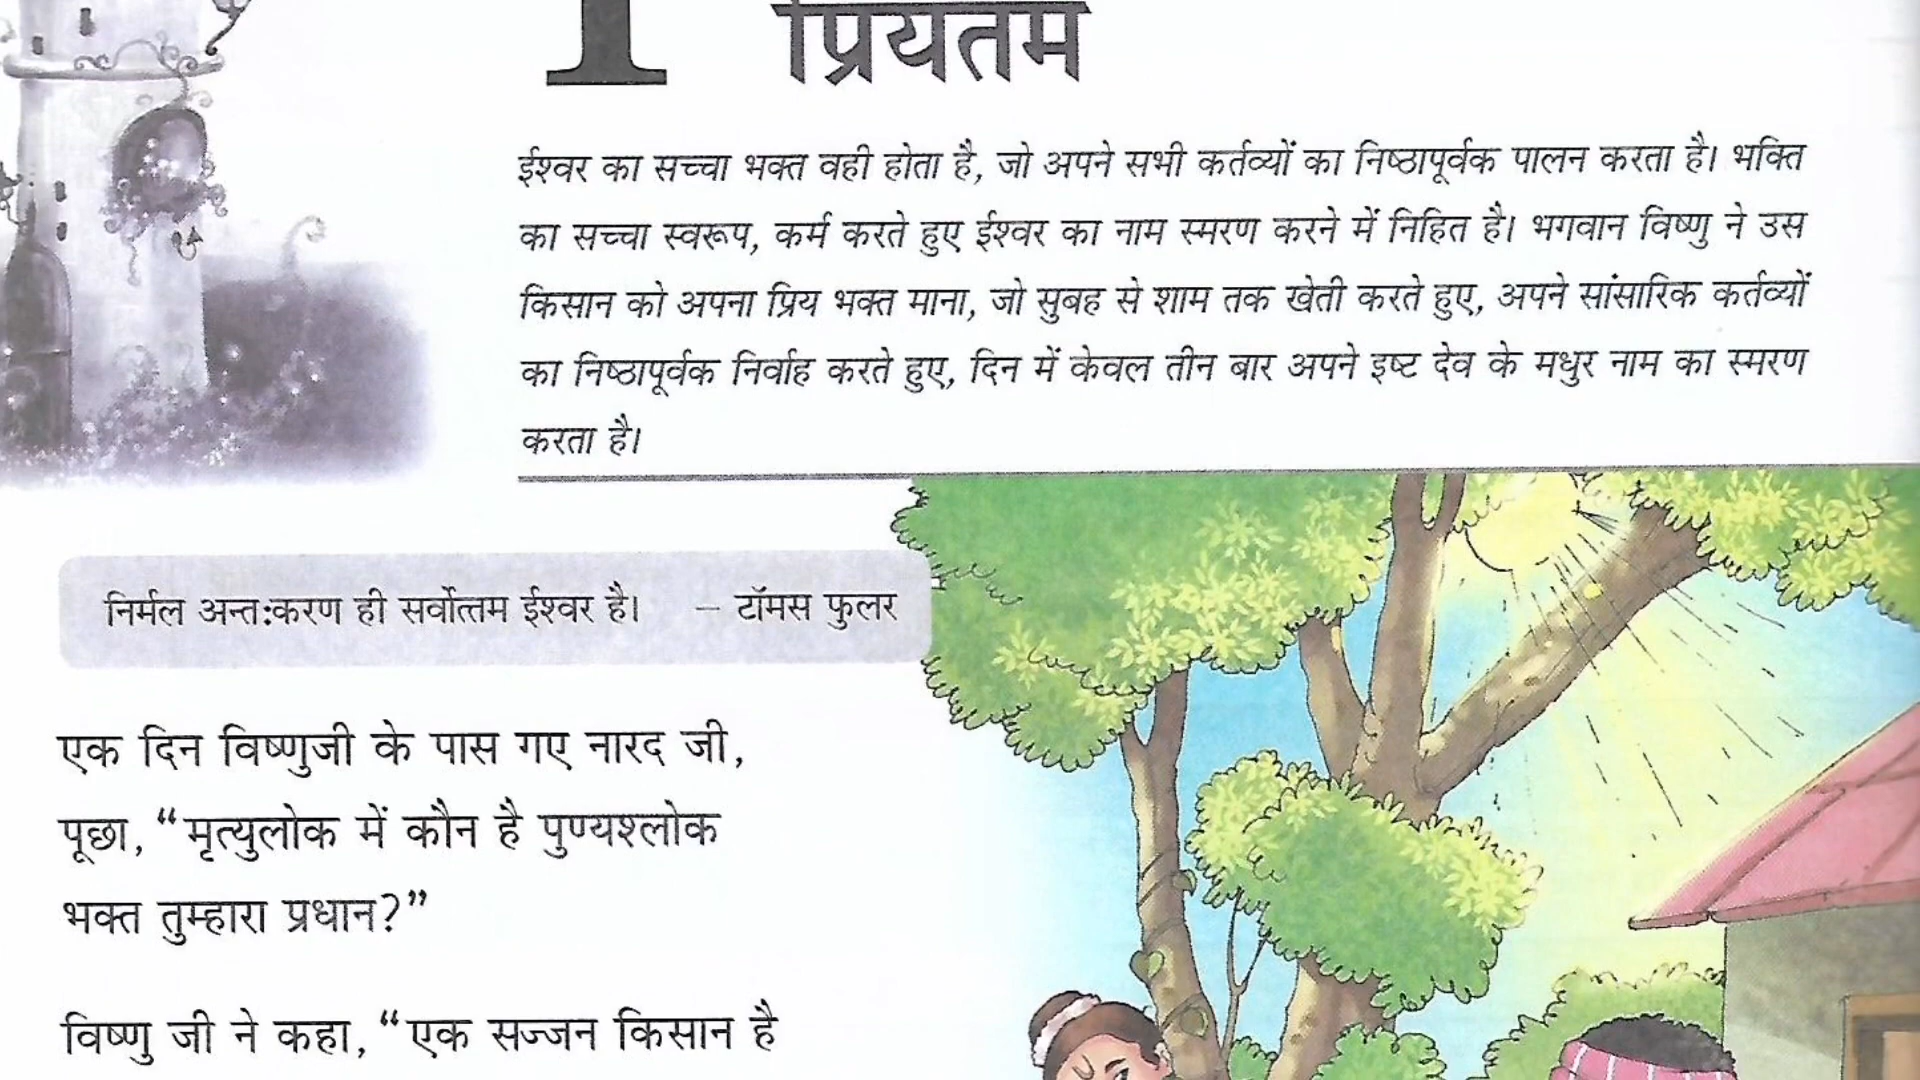 1 प्रियतम
ईश्वर का सच्चा भक्त वही होता है, जो अपने सभी कर्तव्यों का निष्ठापूर्वक पालन करता है। भक्ति
का सच्चा स्वरूप, कर्म करते हुए ईश्वर का नाम स्मरण करने में निहित है। भगवान विष्णु ने उस
किसान को अपना प्रिय भक्त माना, जो सुबह से शाम तक खेती करते हुए, अपने सांसारिक कर्तव्यों
का निष्ठापूर्वक निर्वाह करते हुए, दिन में केवल तीन बार अपने इष्ट देव के मधुर नाम का स्मरण
करता है।
निर्मल अन्त:करण ही सर्वोत्तम ईश्वर है। – टॉमस फुलर
एक दिन विष्णुजी के पास गए नारद जी,
पूछा, “मृत्युलोक में कौन है पुण्यश्लोक
भक्त तुम्हारा प्रधान?”
विष्णु जी ने कहा, “एक सज्जन किसान है